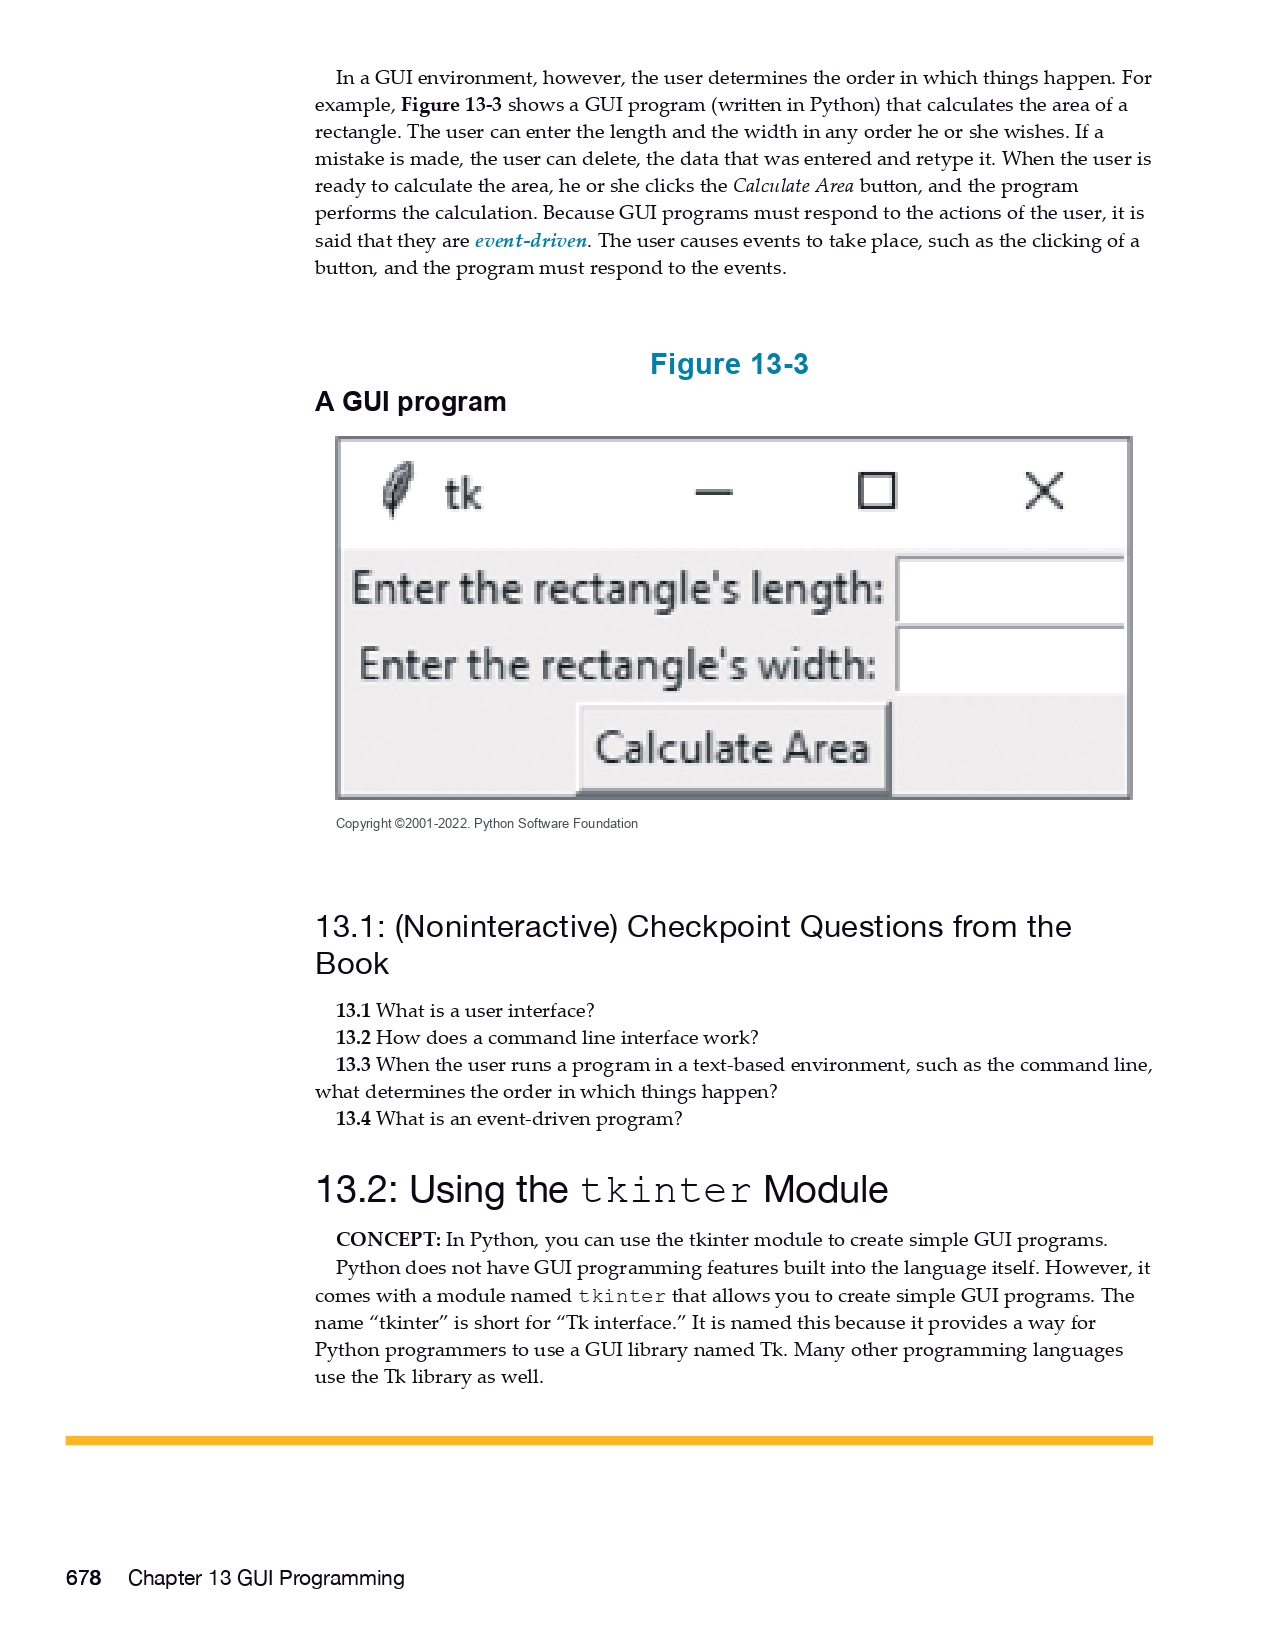 In a GUI environment, however, the user determines the order in which things happen. For
example, Figure 13-3 shows a GUI program (written in Python) that calculates the area of a
rectangle. The user can enter the length and the width in any order he or she wishes. If a
mistake is made, the user can delete, the data that was entered and retype it. When the user is
ready to calculate the area, he or she clicks the Calculate Area button, and the program
performs the calculation. Because GUI programs must respond to the actions of the user, it is
said that they are event-driven. The user causes events to take place, such as the clicking of a
button, and the program must respond to the events.
Figure 13-3
A GUI program
tk
Enter the rectangle's length:
Enter the rectangle's width:
Calculate Area
Copyright ©2001-2022. Python Software Foundation
13.1: (Noninteractive) Checkpoint Questions from the
Book
13.1 What is a user interface?
13.2 How does a command line interface work?
13.3 When the user runs a program in a text-based environment, such as the command line,
what determines the order in which things happen?
13.4 What is an event-driven program?
13.2: Using the tkinter Module
CONCEPT: In Python, you can use the tkinter module to create simple GUI programs.
Python does not have GUI programming features built into the language itself. However, it
comes with a module named tkinter that allows you to create simple GUI programs. The
name “tkinter” is short for “Tk interface.” It is named this because it provides a way for
Python programmers to use a GUI library named Tk. Many other programming languages
use the Tk library as well.
678 Chapter 13 GUI Programming